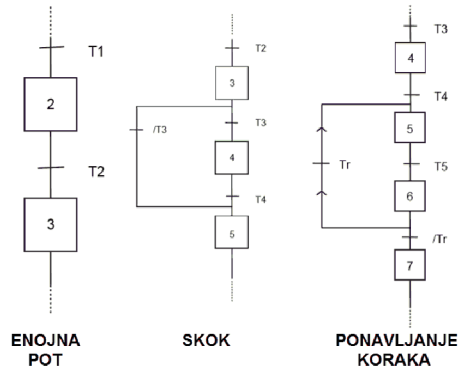 T1
2
T2
3
ENOJNA
POT
T2
3
/T3
T3
4
T4
5
SKOK
T3
4
T4
5
Tr
T5
6
/Tr
7
PONAVLJANJE
KORAKA